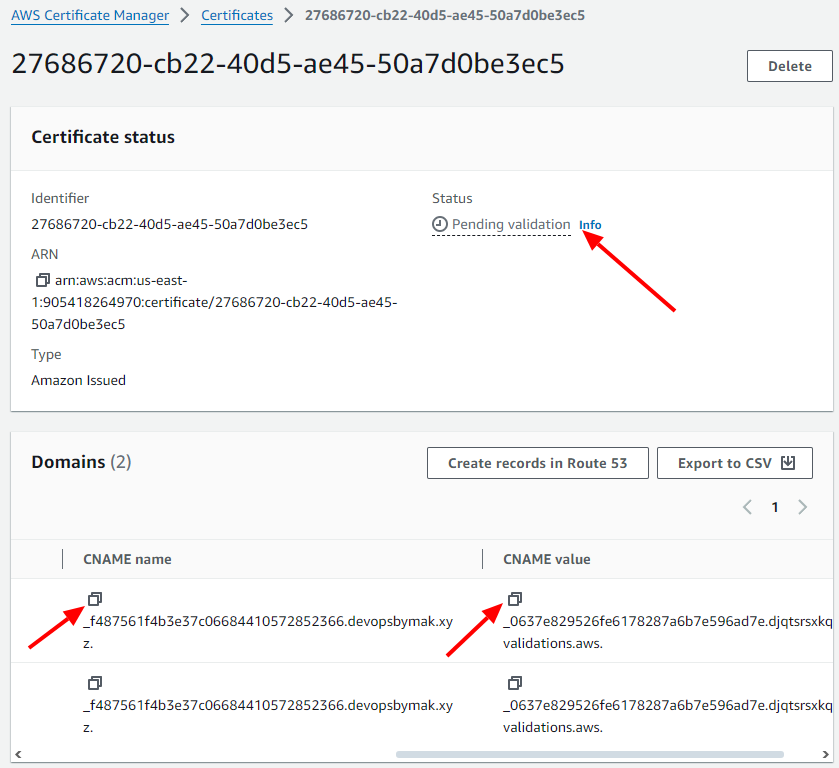 AWS Certificate Manager > Certificates > 27686720-cb22-40d5-ae45-50a7d0be3ec5
27686720-cb22-40d5-ae45-50a7d0be3ec5
Delete
Certificate status
Identifier
27686720-cb22-40d5-ae45-50a7d0be3ec5
ARN
arn:aws:acm:us-east-
1:905418264970:certificate/27686720-cb22-40d5-ae45-
50a7d0be3ec5
Type
Amazon Issued
Status
Pending validation Info
Domains (2)
Create records in Route 53
Export to CSV
1
CNAME name
CNAME value
_f487561f4b3e37c06684410572852366.devopsbymak.xy
z.
_0637e829526fe6178287a6b7e596ad7e.djqtsrsxkq
validations.aws.
_f487561f4b3e37c06684410572852366.devopsbymak.xy
z.
_0637e829526fe6178287a6b7e596ad7e.djqtsrsxkq
validations.aws.